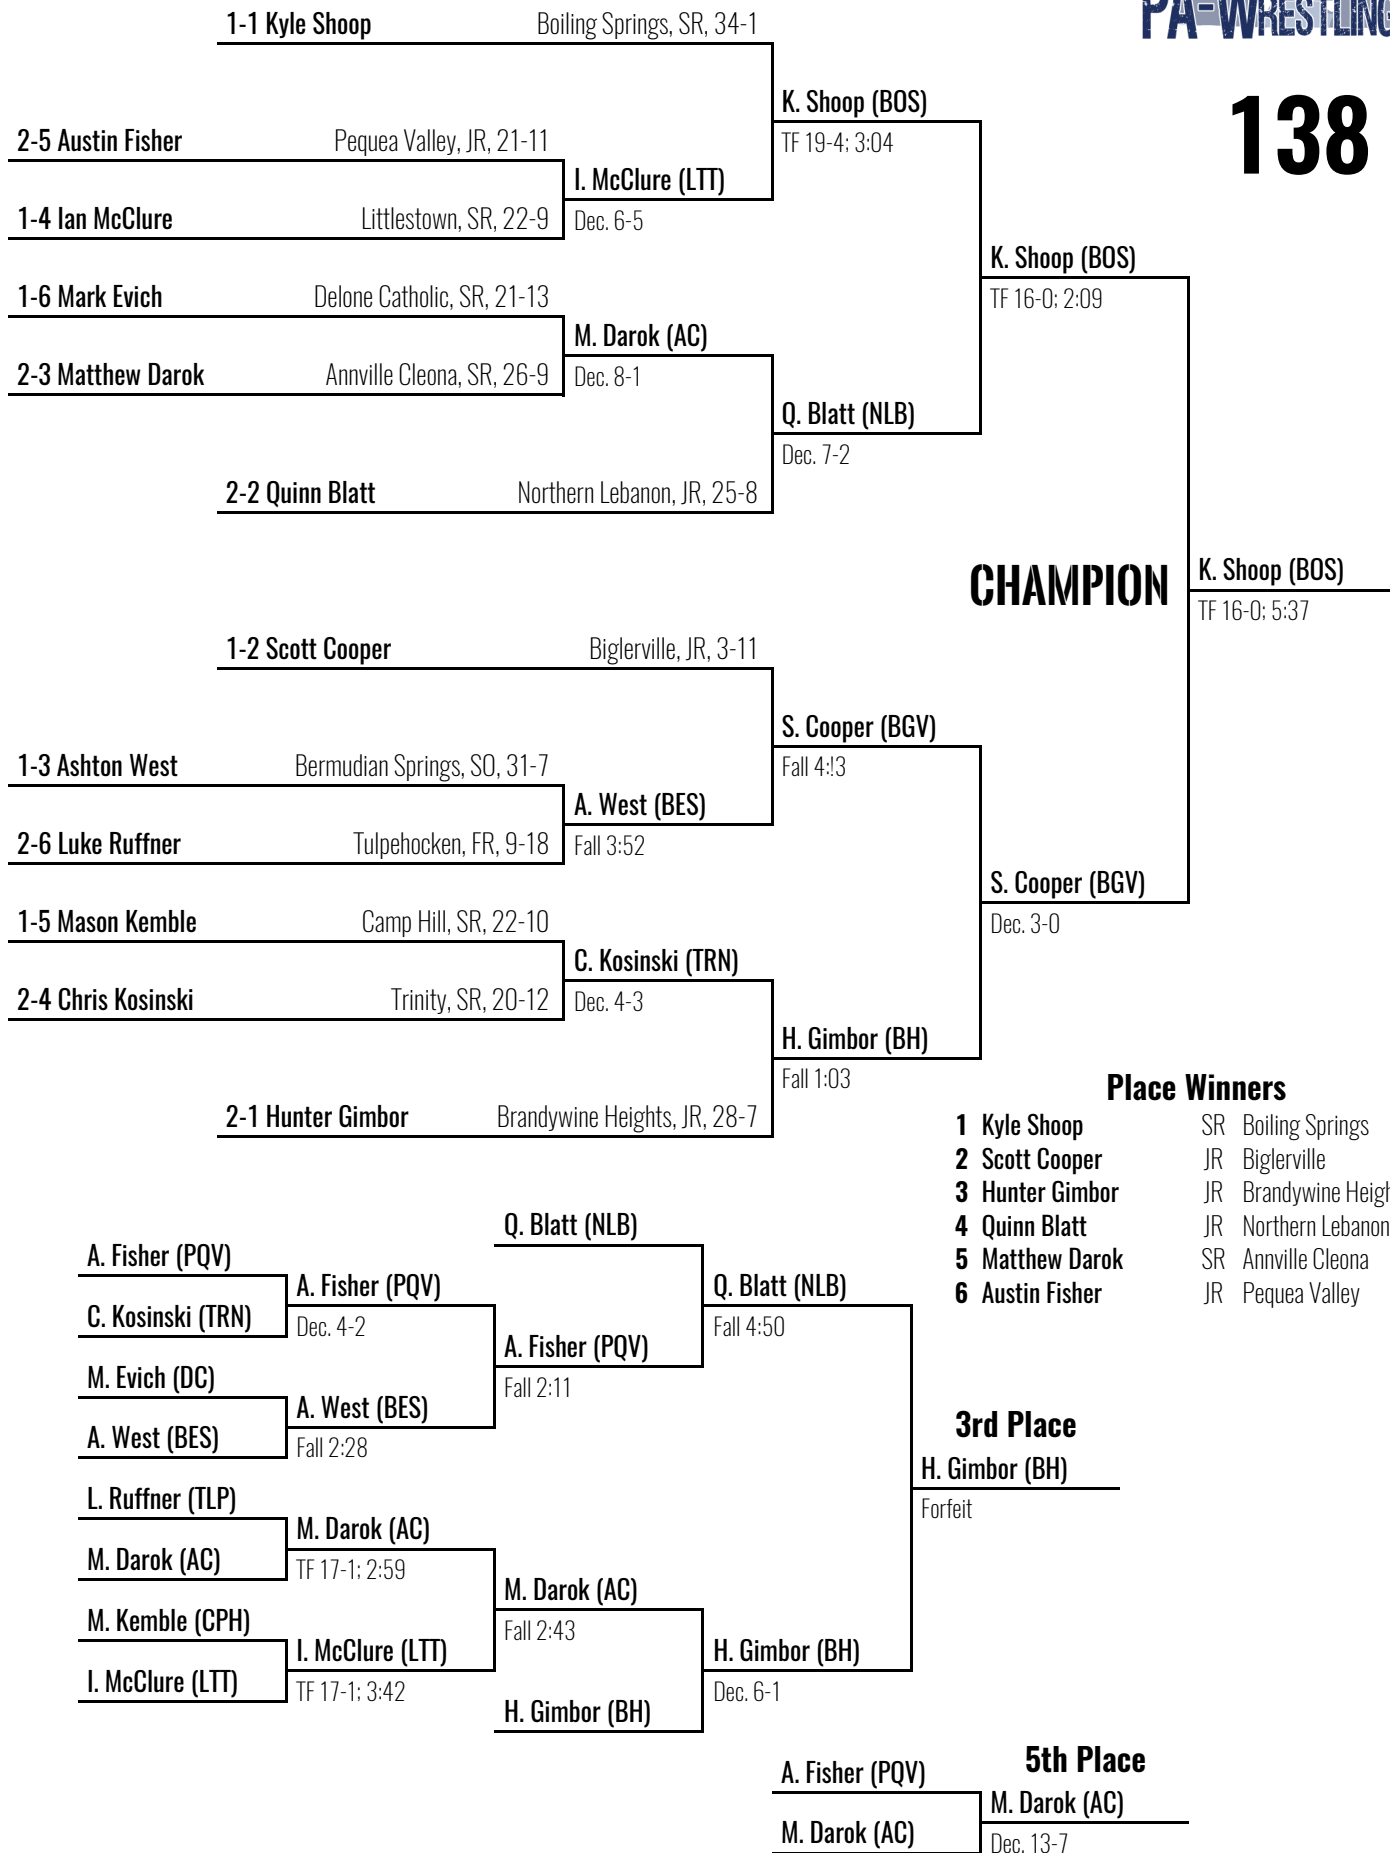 PA-WRESTLING
138
1-1 Kyle Shoop Boiling Springs, SR, 34-1
K. Shoop (BOS)
TF 19-4; 3:04
2-5 Austin Fisher Pequea Valley, JR, 21-11
I. McClure (LTT)
Dec. 6-5
1-4 Ian McClure Littlestown, SR, 22-9
K. Shoop (BOS)
TF 16-0; 2:09
1-6 Mark Evich Delone Catholic, SR, 21-13
M. Darok (AC)
Dec. 8-1
2-3 Matthew Darok Annville Cleona, SR, 26-9
Q. Blatt (NLB)
Dec. 7-2
2-2 Quinn Blatt Northern Lebanon, JR, 25-8
CHAMPION
K. Shoop (BOS)
TF 16-0; 5:37
1-2 Scott Cooper Biglerville, JR, 3-11
S. Cooper (BGV)
Fall 4:!3
1-3 Ashton West Bermudian Springs, SO, 31-7
A. West (BES)
Fall 3:52
2-6 Luke Ruffner Tulpehocken, FR, 9-18
S. Cooper (BGV)
Dec. 3-0
1-5 Mason Kemble Camp Hill, SR, 22-10
C. Kosinski (TRN)
Dec. 4-3
2-4 Chris Kosinski Trinity, SR, 20-12
H. Gimbor (BH)
Fall 1:03
2-1 Hunter Gimbor Brandywine Heights, JR, 28-7
Place Winners
1 Kyle Shoop SR Boiling Springs
2 Scott Cooper JR Biglerville
3 Hunter Gimbor JR Brandywine Heigh
4 Quinn Blatt JR Northern Lebanon
5 Matthew Darok SR Annville Cleona
6 Austin Fisher JR Pequea Valley
Q. Blatt (NLB)
A. Fisher (PQV)
A. Fisher (PQV)
Dec. 4-2
C. Kosinski (TRN)
Q. Blatt (NLB)
Fall 4:50
A. Fisher (PQV)
Fall 2:11
M. Evich (DC)
A. West (BES)
Fall 2:28
A. West (BES)
3rd Place
H. Gimbor (BH)
Forfeit
L. Ruffner (TLP)
M. Darok (AC)
TF 17-1; 2:59
M. Darok (AC)
M. Darok (AC)
Fall 2:43
M. Kemble (CPH)
I. McClure (LTT)
TF 17-1; 3:42
I. McClure (LTT)
H. Gimbor (BH)
Dec. 6-1
H. Gimbor (BH)
5th Place
A. Fisher (PQV)
M. Darok (AC)
Dec. 13-7
M. Darok (AC)